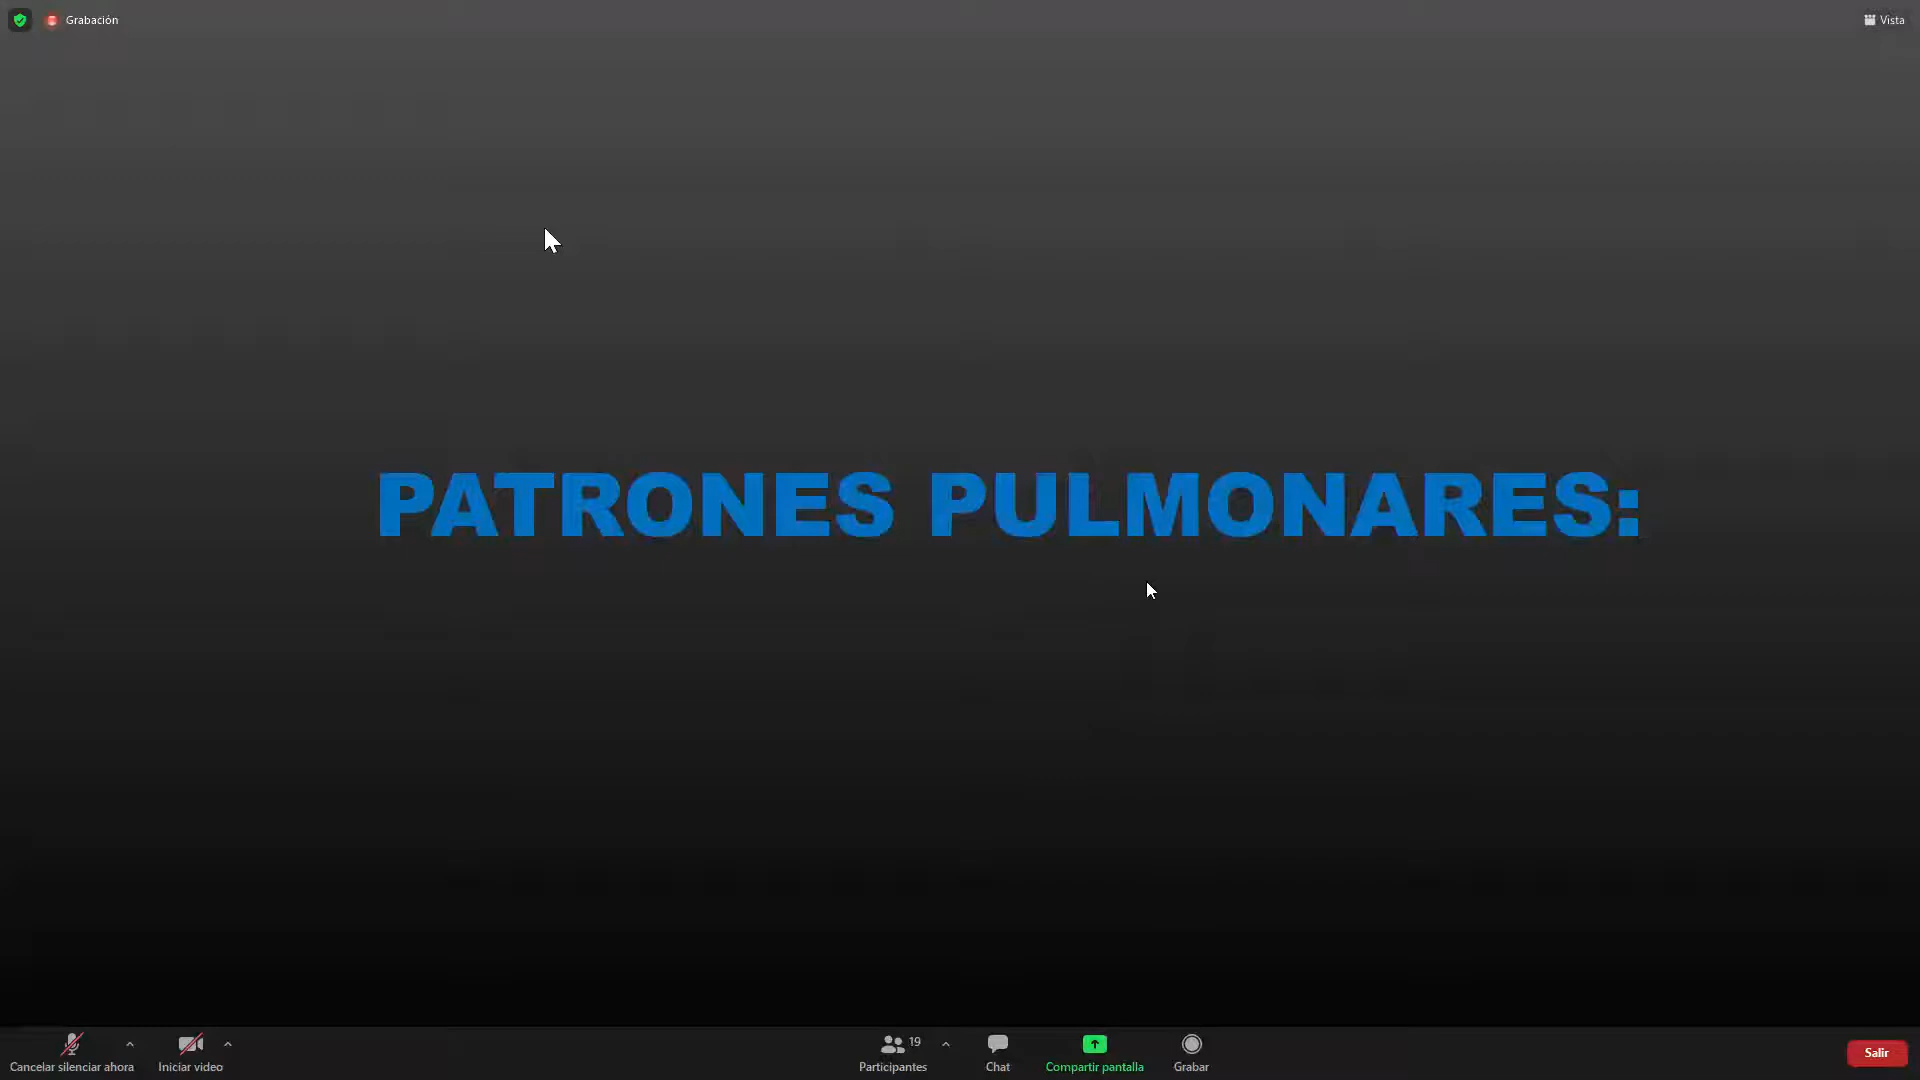 Grabación
Vista
PATRONES PULMONARES:
19
Cancelar silenciar ahora
Iniciar video
Participantes
Chat
Compartir pantalla
Grabar
Salir